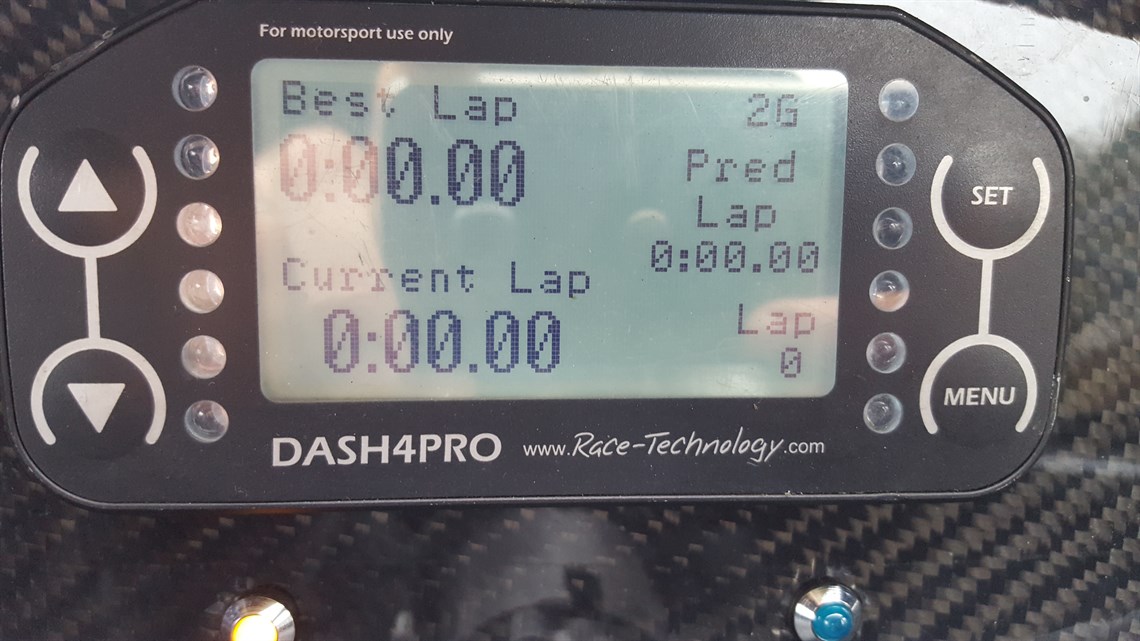 For motorsport use only
Best Lap
0:00.00
2G
Pred
Lap
0:00.00
Current Lap
0:00.00
Lap
0
SET
MENU
DASH4PRO www.Race-Technology.com